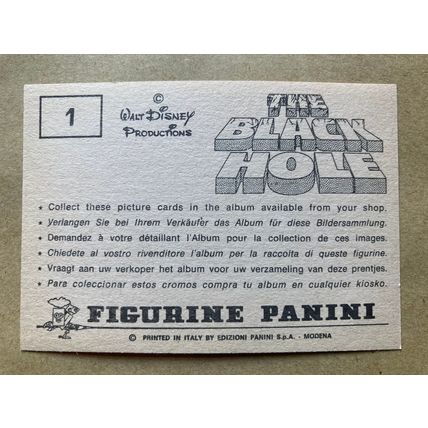 1
©
WALT DISNEY
PRODUCTIONS
THE
BLACK
HOLE
• Collect these picture cards in the album available from your shop.
• Verlangen Sie bei Ihrem Verkäufer das Album für diese Bildersammlung.
• Demandez à votre détaillant l'Album pour la collection de ces images.
• Chiedete al vostro rivenditore l'album per la raccolta di queste figurine.
• Vraagt aan uw verkoper het album voor uw verzameling van deze prentjes.
• Para coleccionar estos cromos compra tu album en cualquier kiosko.
FIGURINE PANINI
© PRINTED IN ITALY BY EDIZIONI PANINI S.p.A. - MODENA